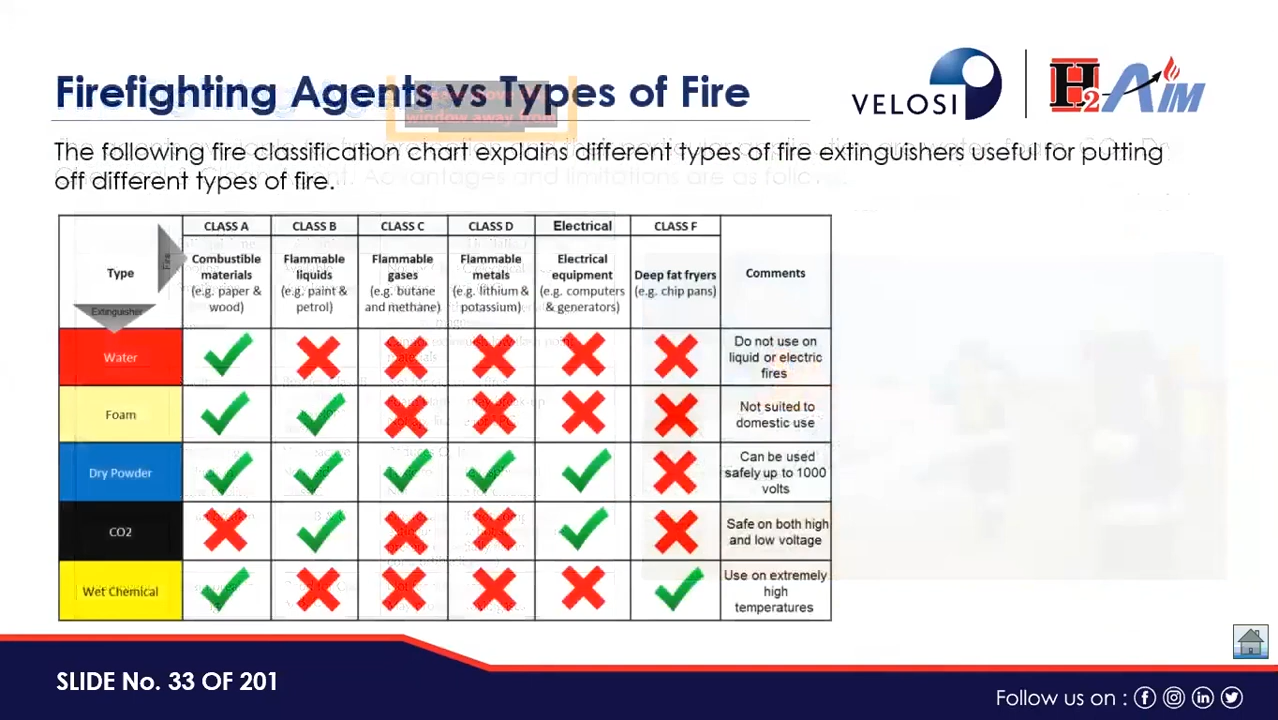 Firefighting Agents vs Types of Fire
VELOSI
H2-AIM
The following fire classification chart explains different types of fire extinguishers useful for putting
off different types of fire.
CLASS A CLASS B CLASS C CLASS D Electrical CLASS F
Type Fire Extinguisher
Combustible materials (e.g. paper & wood)
Flammable liquids (e.g. paint & petrol)
Flammable gases (e.g. butane and methane)
Flammable metals (e.g. lithium & potassium)
Electrical equipment (e.g. computers & generators)
Deep fat fryers (e.g. chip pans)
Comments
Water
Do not use on
liquid or electric
fires
Foam
Not suited to
domestic use
Dry Powder
Can be used
safely up to 1000
volts
CO2
Safe on both high
and low voltage
Wet Chemical
Use on extremely
high
temperatures
SLIDE No. 33 OF 201
Follow us on :